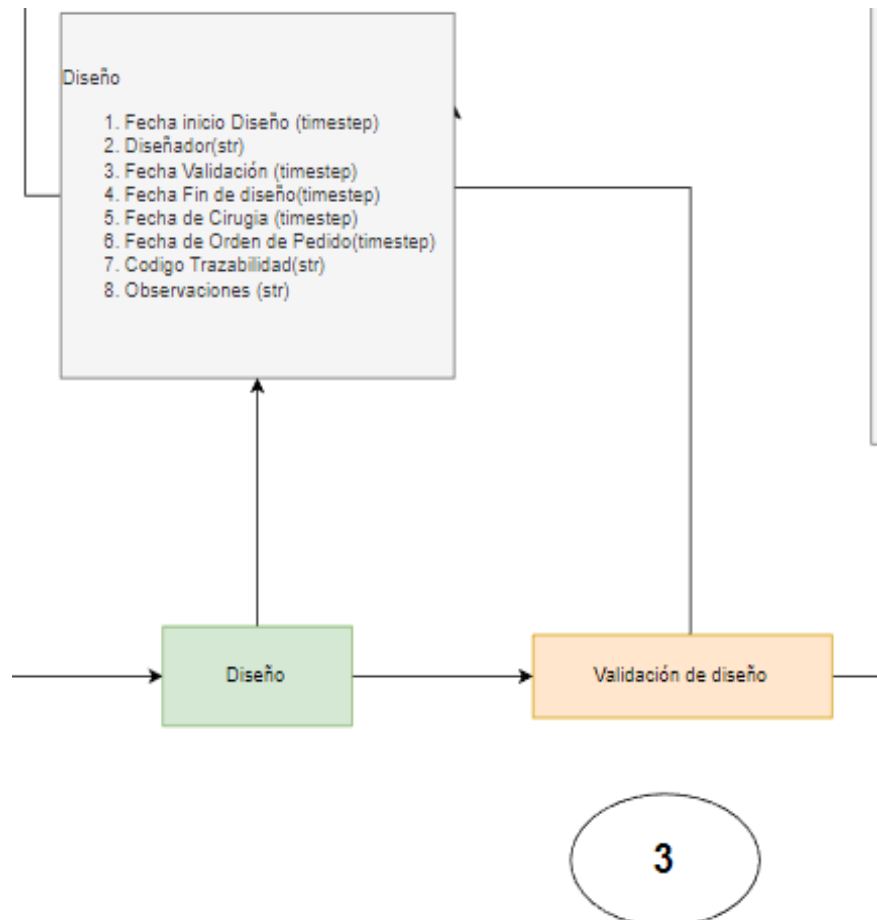 Diseño
1. Fecha inicio Diseño (timestep)
2. Diseñador(str)
3. Fecha Validación (timestep)
4. Fecha Fin de diseño(timestep)
5. Fecha de Cirugia (timestep)
6. Fecha de Orden de Pedido(timestep)
7. Codigo Trazabilidad(str)
8. Observaciones (str)
Diseño
Validación de diseño
3